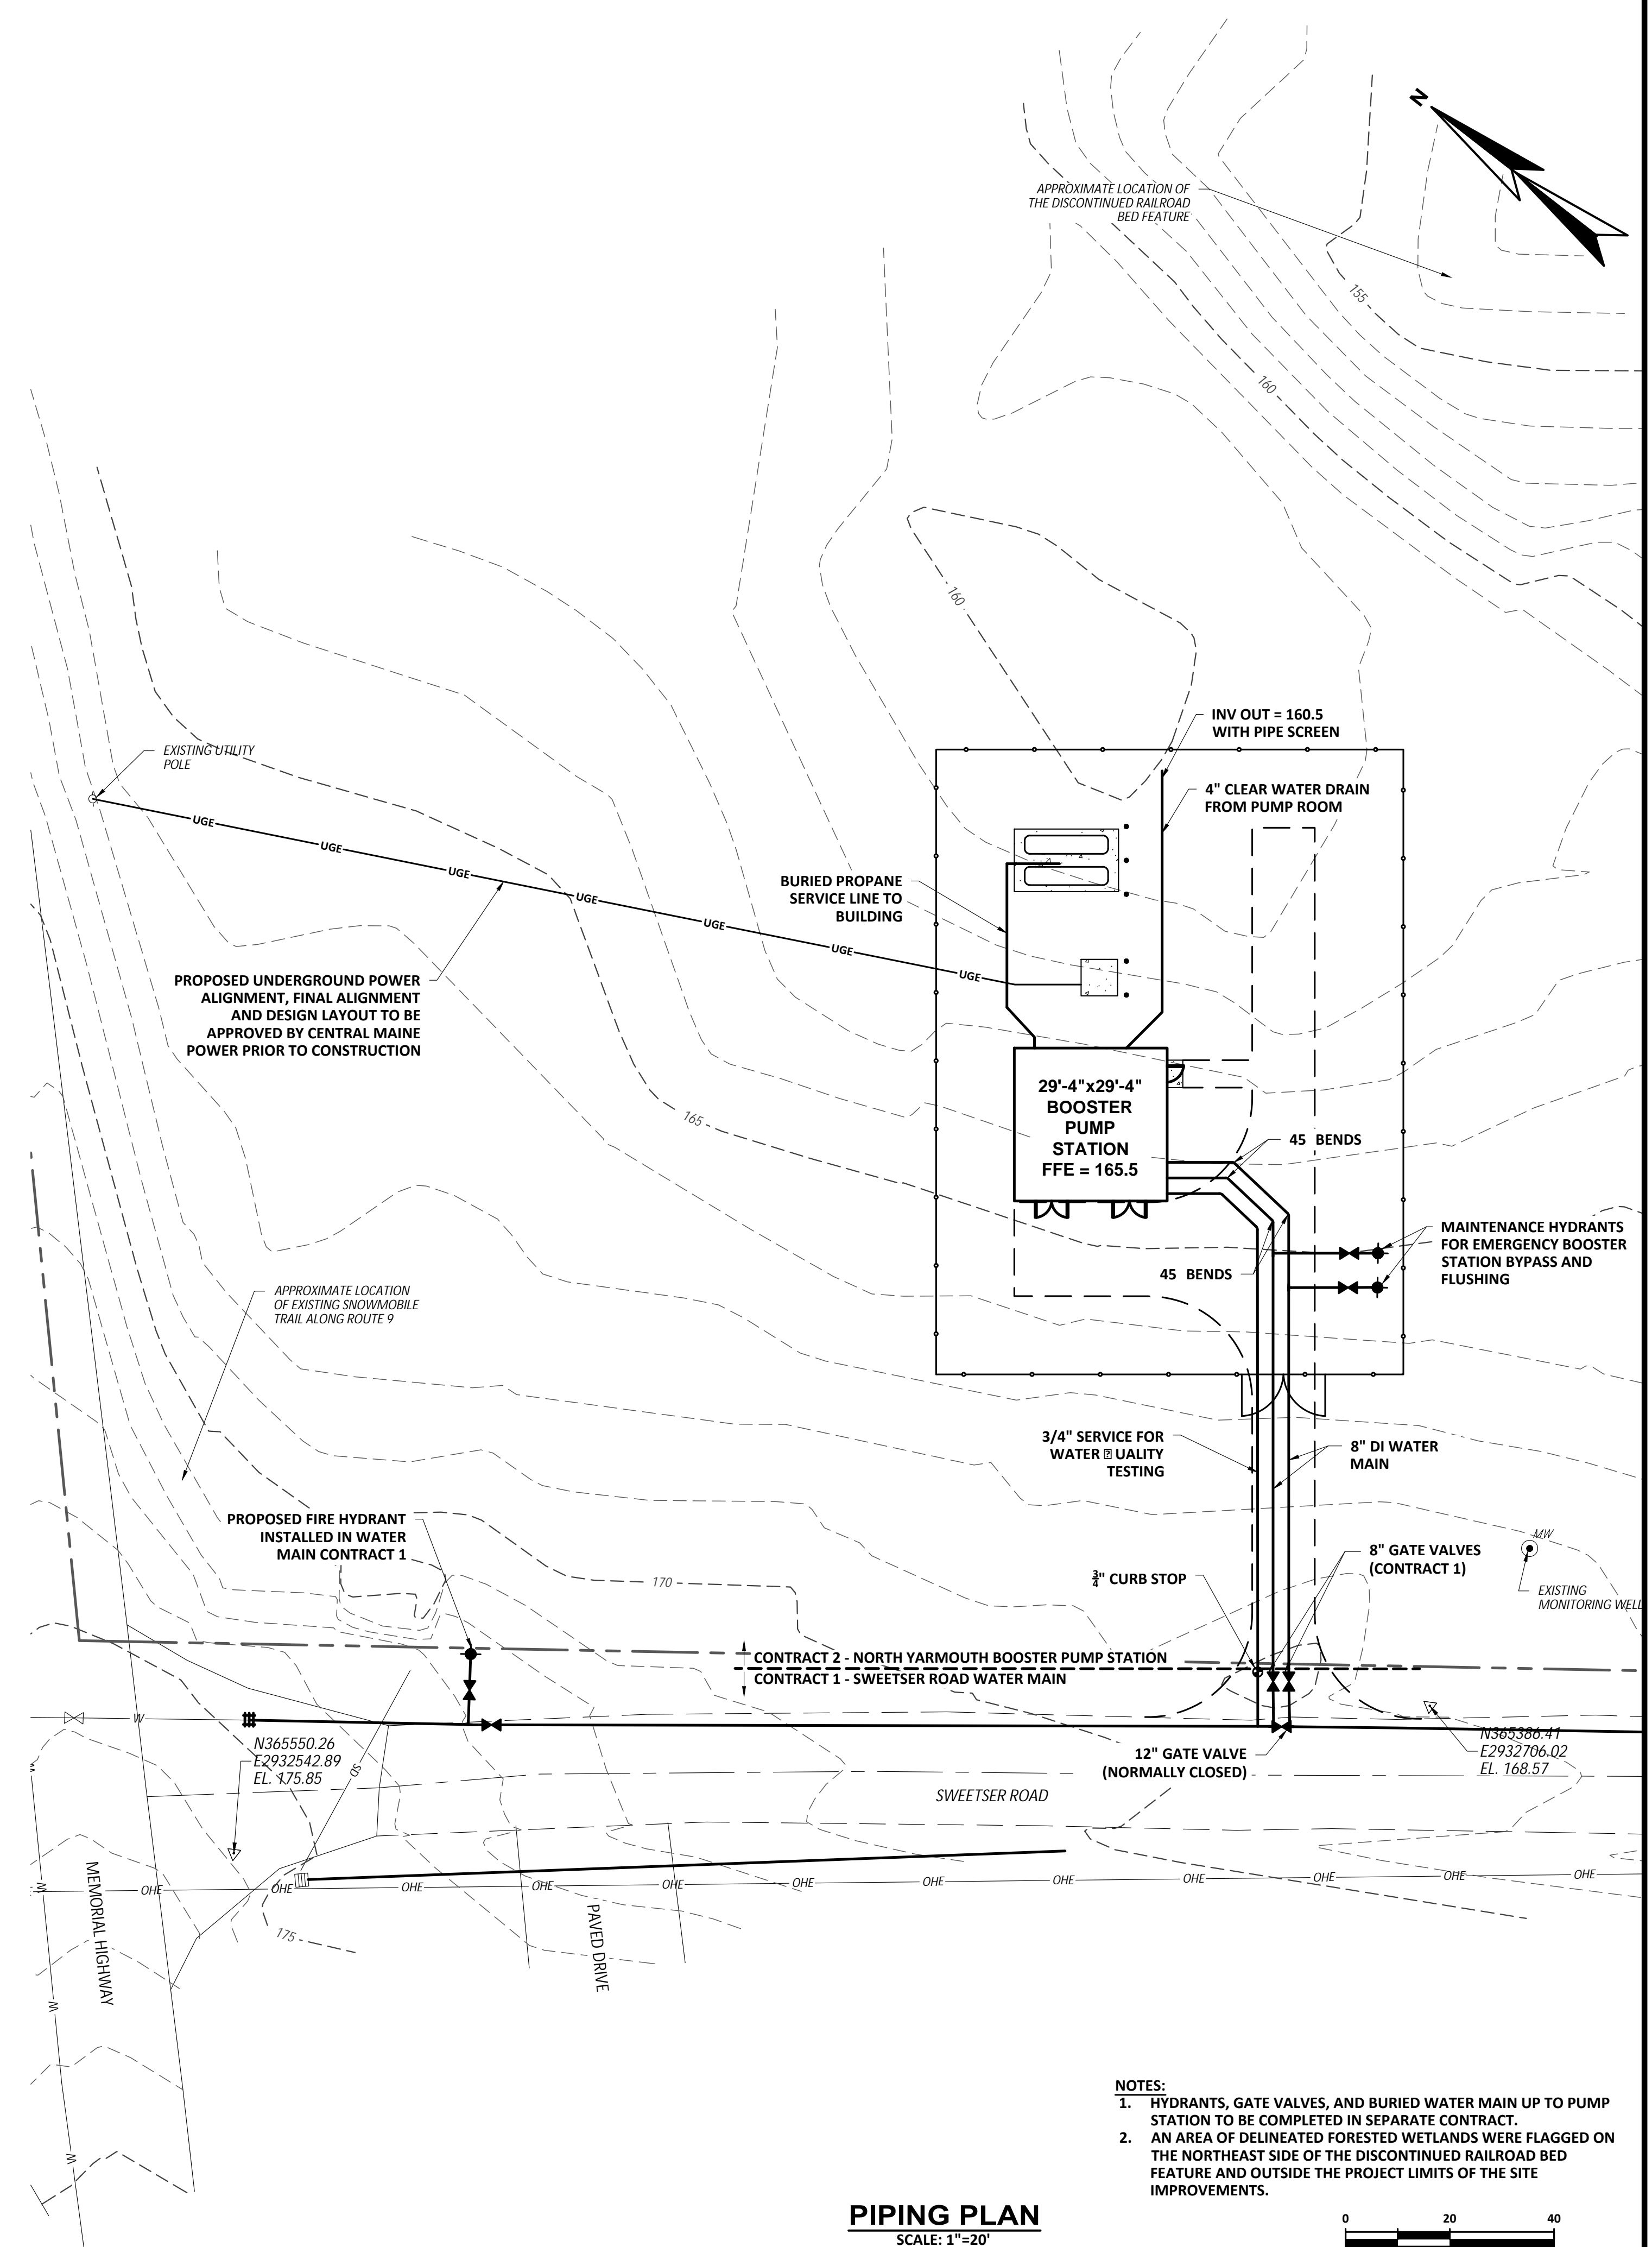 N
APPROXIMATE LOCATION OF
THE DISCONTINUED RAILROAD
BED FEATURE
155
160
160
INV OUT = 160.5
WITH PIPE SCREEN
EXISTING UTILITY
POLE
4" CLEAR WATER DRAIN
FROM PUMP ROOM
UGE
UGE
UGE
UGE
UGE
UGE
UGE
BURIED PROPANE
SERVICE LINE TO
BUILDING
PROPOSED UNDERGROUND POWER
ALIGNMENT, FINAL ALIGNMENT
AND DESIGN LAYOUT TO BE
APPROVED BY CENTRAL MAINE
POWER PRIOR TO CONSTRUCTION
29'-4"x29'-4"
BOOSTER
PUMP
STATION
FFE = 165.5
165
45 BENDS
MAINTENANCE HYDRANTS
FOR EMERGENCY BOOSTER
STATION BYPASS AND
FLUSHING
45 BENDS
APPROXIMATE LOCATION
OF EXISTING SNOWMOBILE
TRAIL ALONG ROUTE 9
3/4" SERVICE FOR
WATER UALITY
TESTING
8" DI WATER
MAIN
PROPOSED FIRE HYDRANT
INSTALLED IN WATER
MAIN CONTRACT 1
170
8" GATE VALVES
(CONTRACT 1)
¾" CURB STOP
MW
EXISTING
MONITORING WELL
CONTRACT 2 - NORTH YARMOUTH BOOSTER PUMP STATION
CONTRACT 1 - SWEETSER ROAD WATER MAIN
W
N365550.26
E2932542.89
EL. 175.85
SD
12" GATE VALVE
(NORMALLY CLOSED)
N365386.41
E2932706.02
EL. 168.57
SWEETSER ROAD
OHE
OHE
OHE
OHE
OHE
OHE
OHE
OHE
OHE
OHE
OHE
OHE
W
W
W
W
MEMORIAL HIGHWAY
PAVED DRIVE
175
NOTES:
1. HYDRANTS, GATE VALVES, AND BURIED WATER MAIN UP TO PUMP
STATION TO BE COMPLETED IN SEPARATE CONTRACT.
2. AN AREA OF DELINEATED FORESTED WETLANDS WERE FLAGGED ON
THE NORTHEAST SIDE OF THE DISCONTINUED RAILROAD BED
FEATURE AND OUTSIDE THE PROJECT LIMITS OF THE SITE
IMPROVEMENTS.
PIPING PLAN
SCALE: 1"=20'
0 20 40